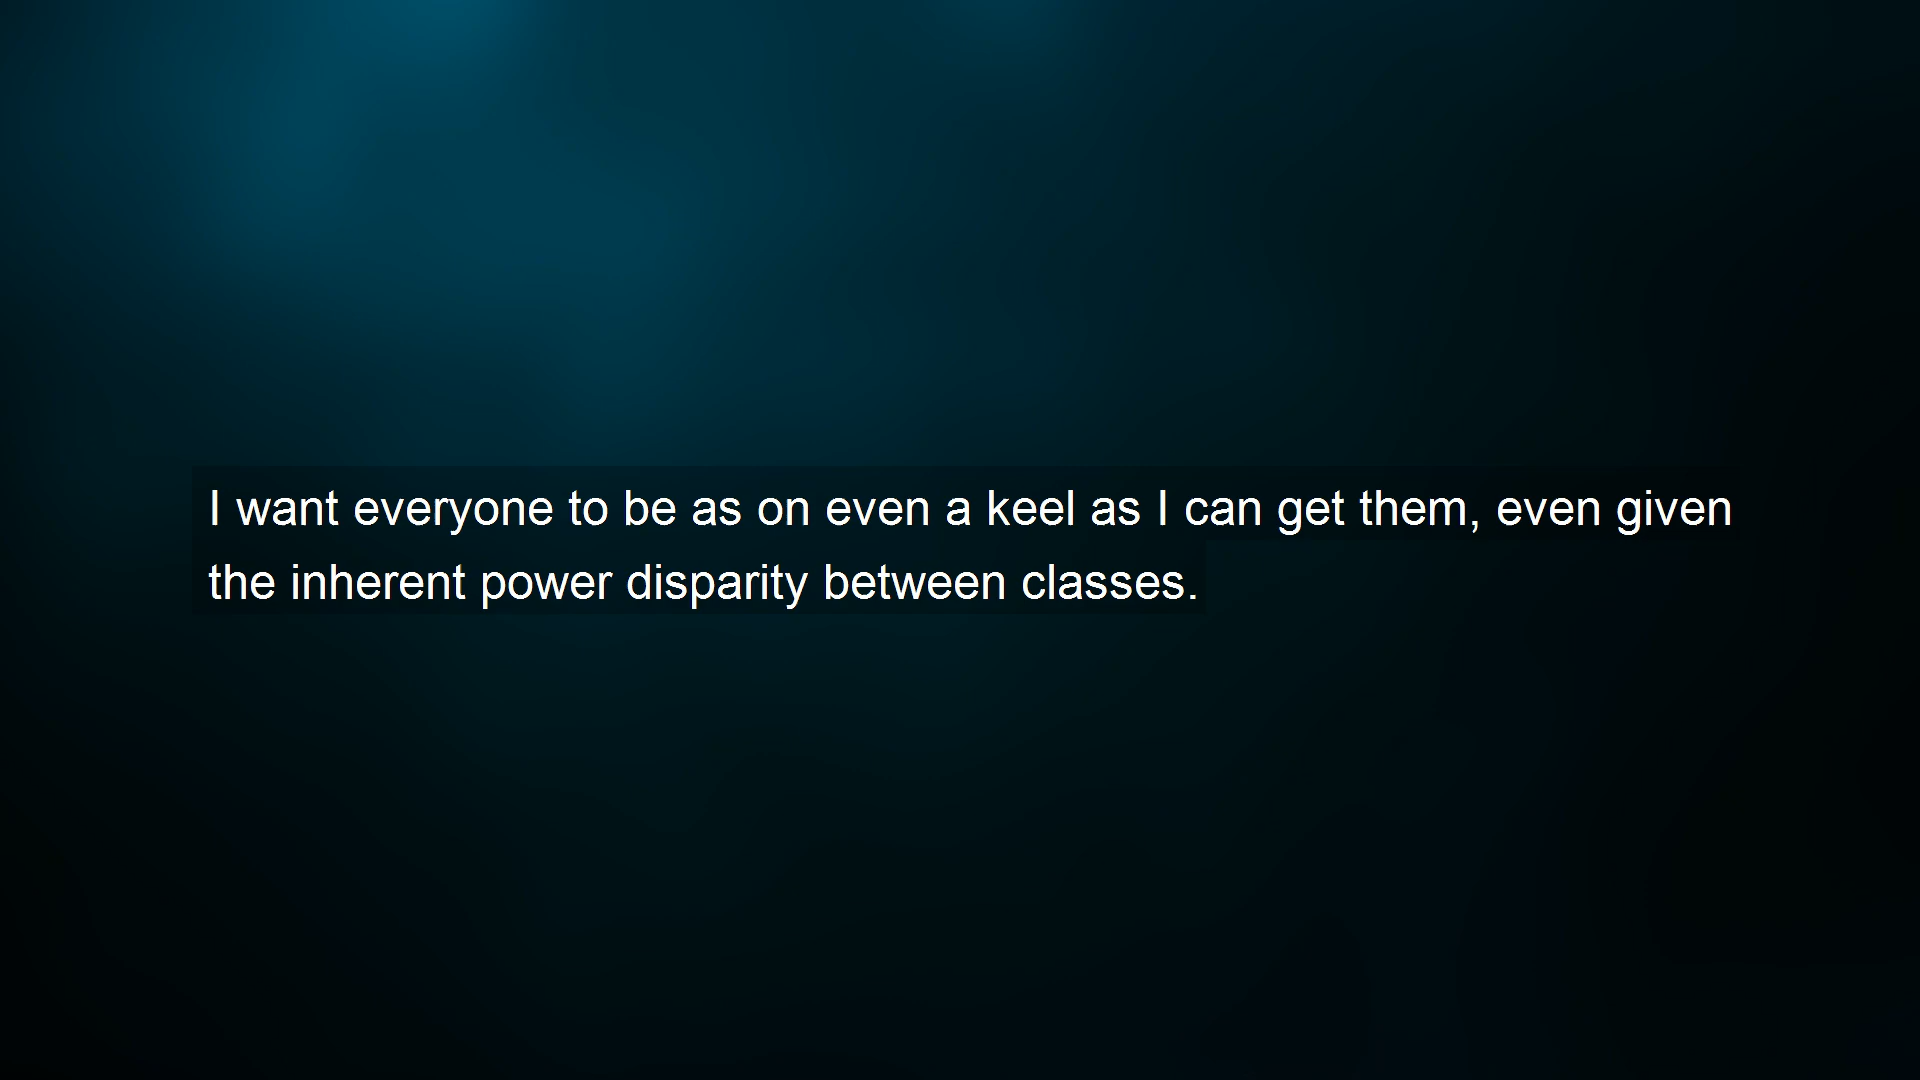 I want everyone to be as on even a keel as I can get them, even given
the inherent power disparity between classes.